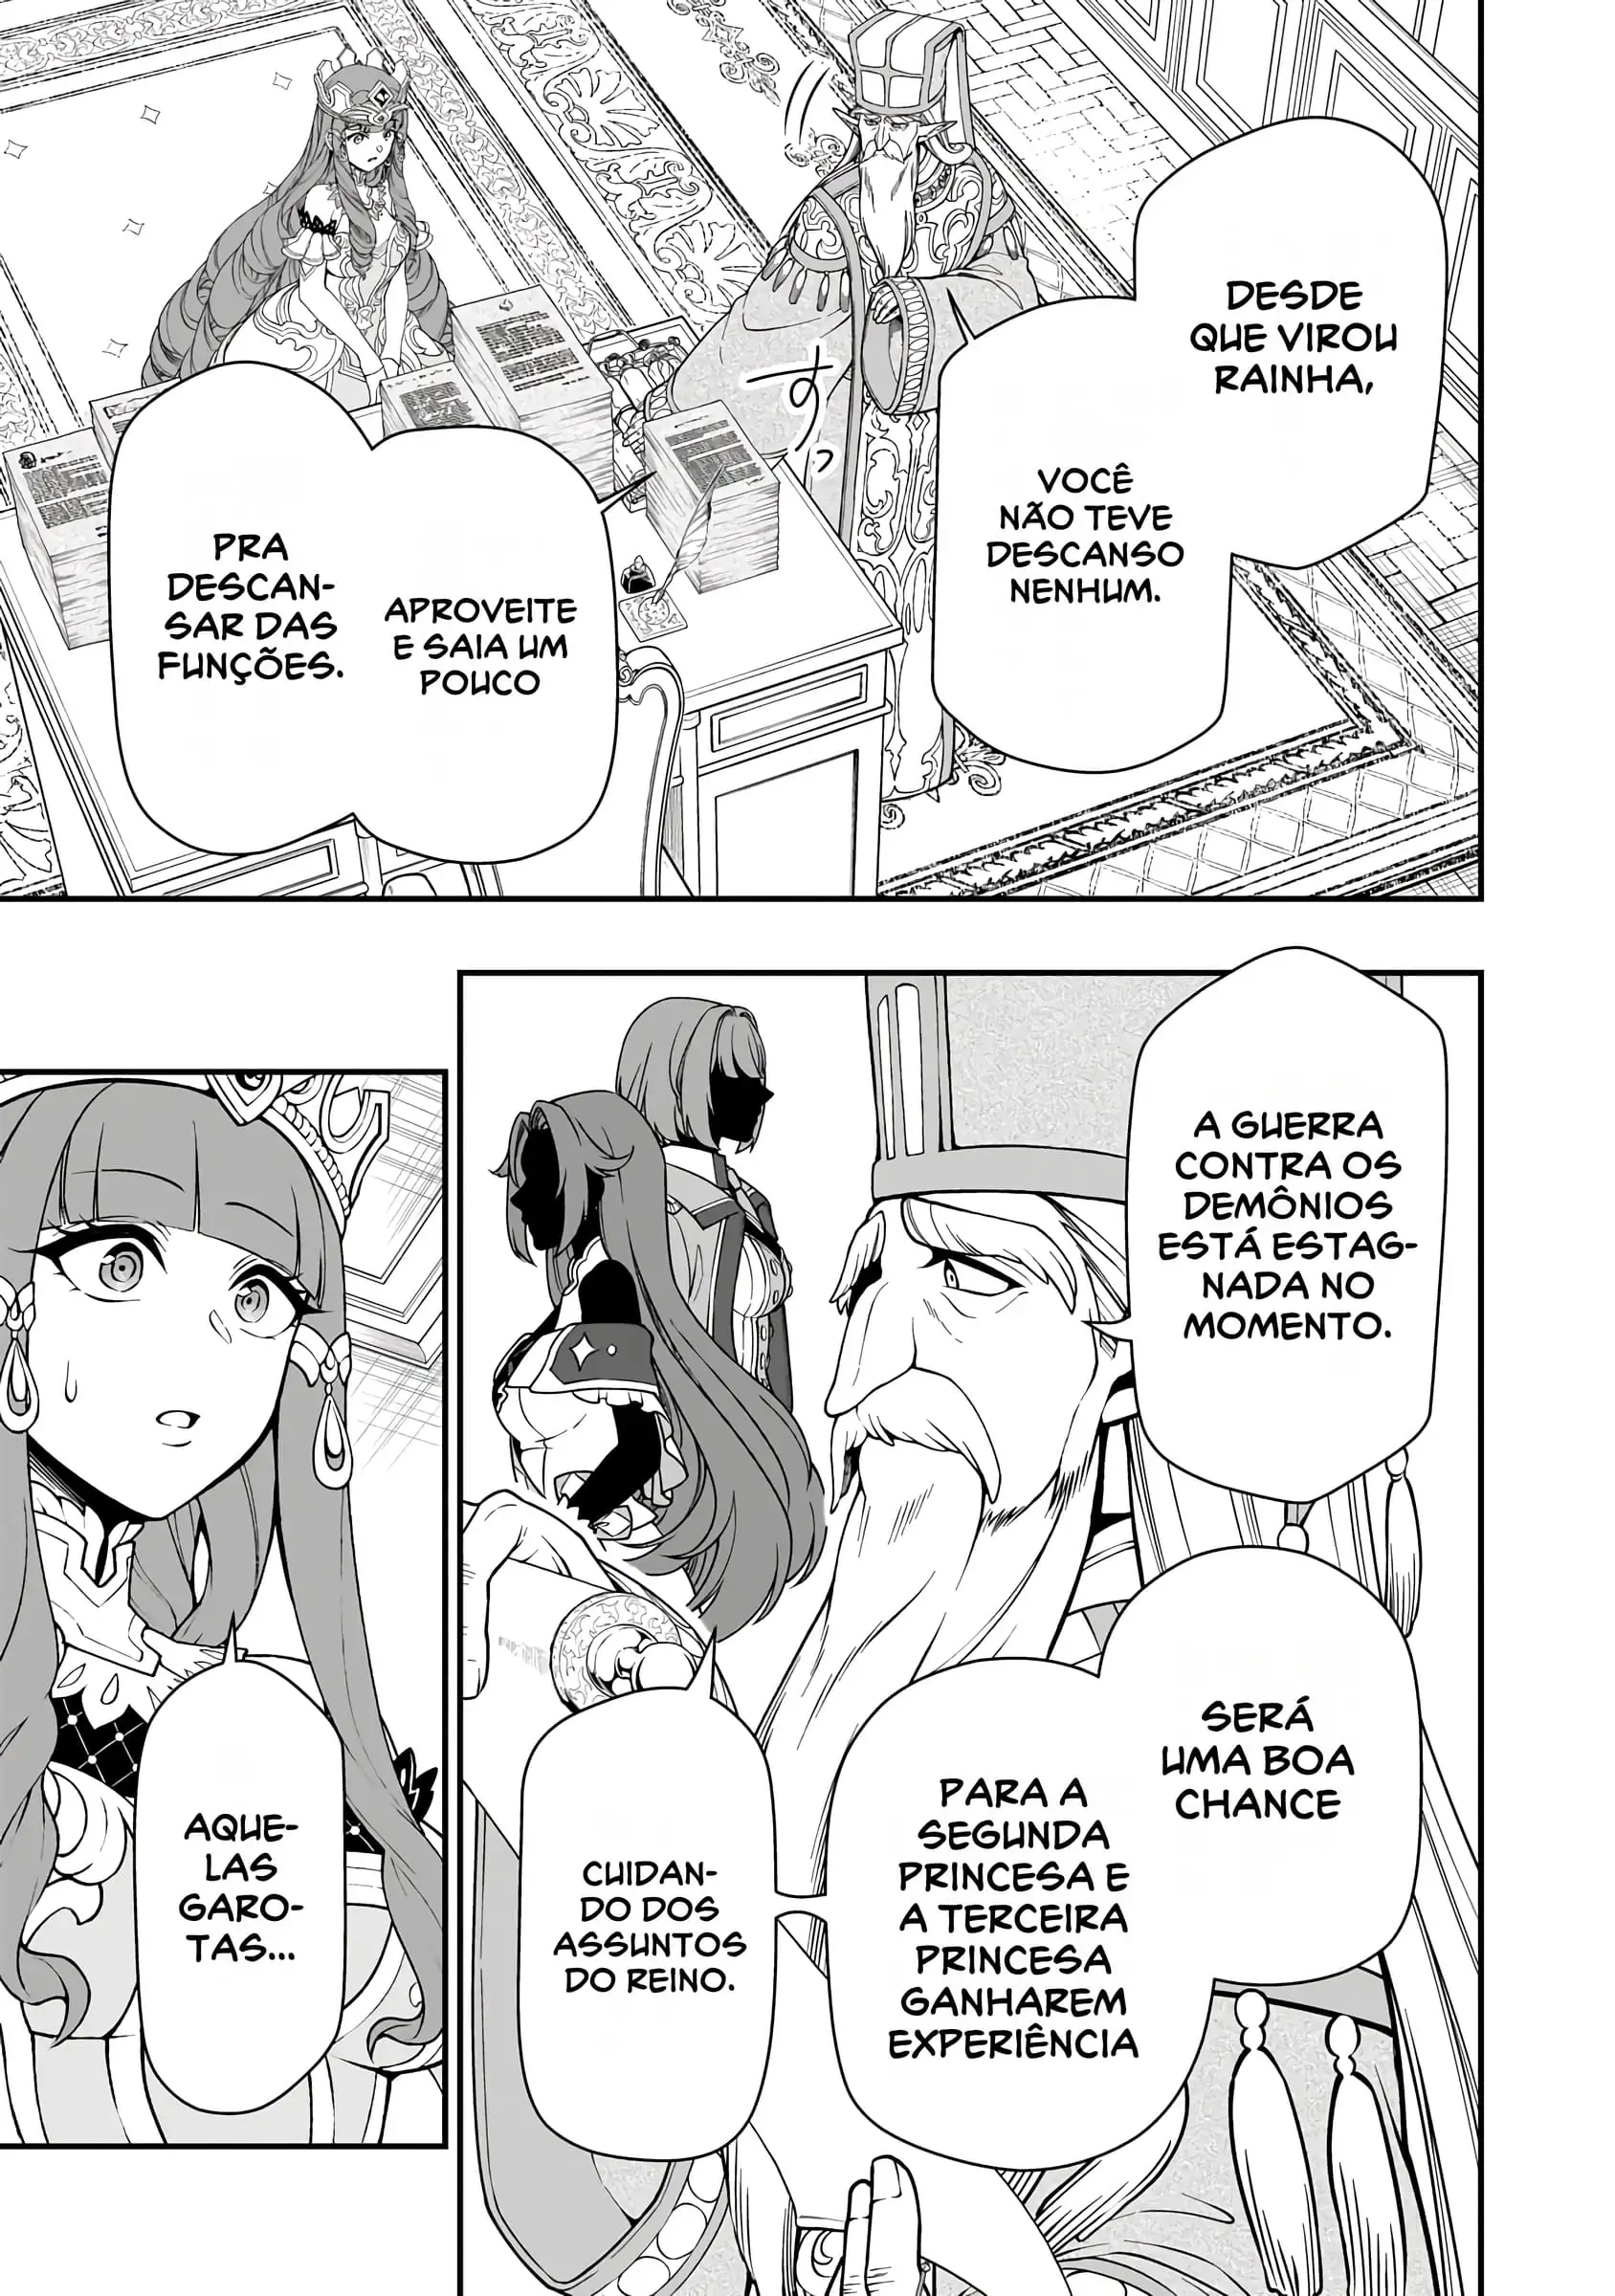 DESDE
QUE VIROU
RAINHA,
VOCÊ
NÃO TEVE
DESCANSO
NENHUM.
すっ
APROVEITE
E SAIA UM
POUCO
PRA
DESCAN-
SAR DAS
FUNÇÕES.
A GUERRA
CONTRA OS
DEMÔNIOS
ESTÁ ESTAG-
NADA NO
MOMENTO.
SERÁ
UMA BOA
CHANCE
PARA A
SEGUNDA
PRINCESA E
A TERCEIRA
PRINCESA
GANHAREM
EXPERIÊNCIA
CUIDAN-
DO DOS
ASSUNTOS
DO REINO.
AQUE-
LAS
GARO-
TAS...